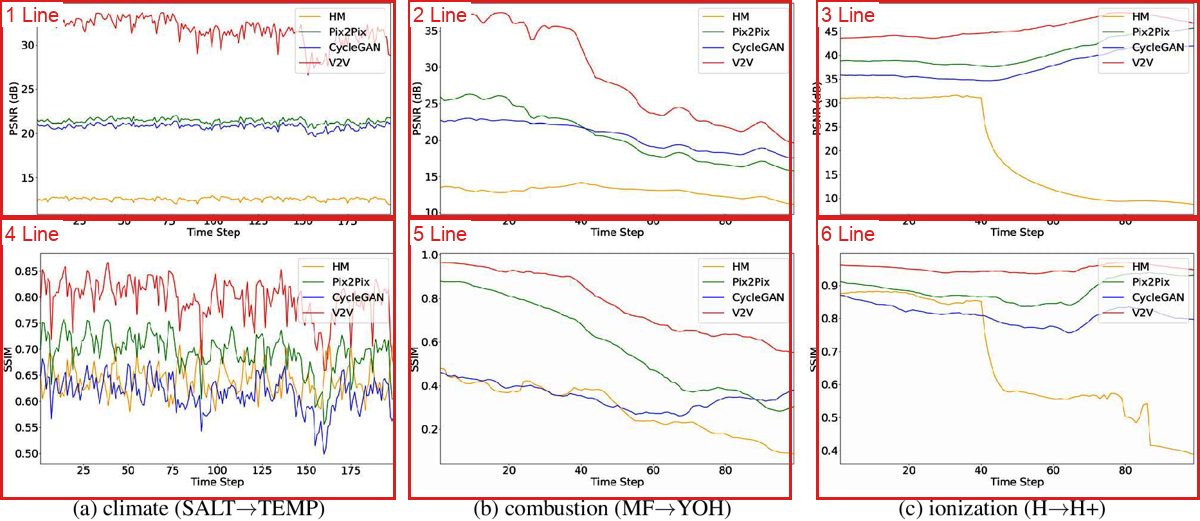 1 Line
2 Line
3 Line
HM
Pix2Pix
CycleGAN
V2V
30
25
20
15
PSNR (dB)
25
50
75
100
125
150
175
Time Step
HM
Pix2Pix
CycleGAN
V2V
35
30
25
20
15
10
PSNR (dB)
20
40
60
80
Time Step
HM
Pix2Pix
CycleGAN
V2V
45
40
35
30
25
20
15
10
PSNR (dB)
20
40
60
80
Time Step
4 Line
5 Line
6 Line
HM
Pix2Pix
CycleGAN
V2V
0.85
0.80
0.75
0.70
0.65
0.60
0.55
0.50
SSIM
25
50
75
100
125
150
175
Time Step
HM
Pix2Pix
CycleGAN
V2V
1.0
0.8
0.6
0.4
0.2
SSIM
20
40
60
80
Time Step
HM
Pix2Pix
CycleGAN
V2V
0.9
0.8
0.7
0.6
0.5
0.4
SSIM
20
40
60
80
Time Step
(a) climate (SALT→TEMP)
(b) combustion (MF→YOH)
(c) ionization (H→H+)